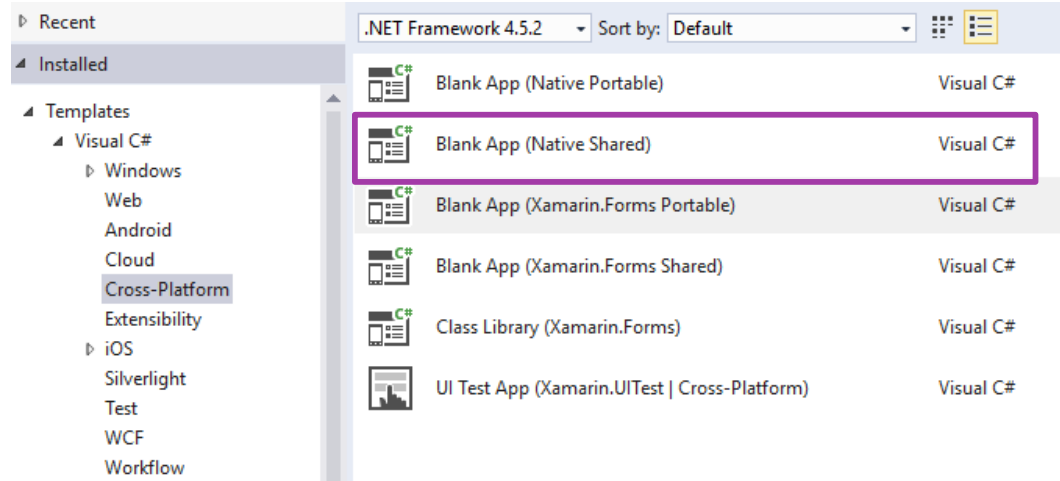 Recent
Installed
Templates
Visual C#
Windows
Web
Android
Cloud
Cross-Platform
Extensibility
iOS
Silverlight
Test
WCF
Workflow
.NET Framework 4.5.2 Sort by: Default
C# Blank App (Native Portable) Visual C#
C# Blank App (Native Shared) Visual C#
C# Blank App (Xamarin.Forms Portable) Visual C#
C# Blank App (Xamarin.Forms Shared) Visual C#
C# Class Library (Xamarin.Forms) Visual C#
UI Test App (Xamarin.UITest | Cross-Platform) Visual C#